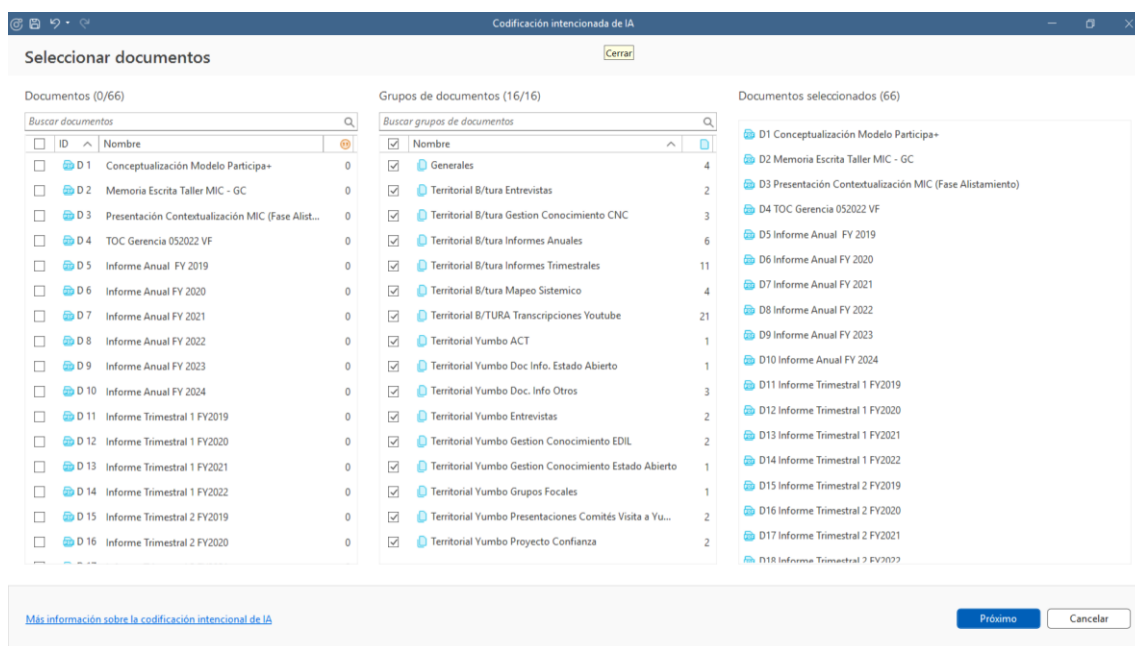 Codificación intencionada de IA
Seleccionar documentos
Cerrar
Documentos (0/66)
Buscar documentos
ID Nombre
D 1 Conceptualización Modelo Participa+ 0
D 2 Memoria Escrita Taller MIC - GC 0
D 3 Presentación Contextualización MIC (Fase Alist... 0
D 4 TOC Gerencia 052022 VF 0
D 5 Informe Anual FY 2019 0
D 6 Informe Anual FY 2020 0
D 7 Informe Anual FY 2021 0
D 8 Informe Anual FY 2022 0
D 9 Informe Anual FY 2023 0
D 10 Informe Anual FY 2024 0
D 11 Informe Trimestral 1 FY2019 0
D 12 Informe Trimestral 1 FY2020 0
D 13 Informe Trimestral 1 FY2021 0
D 14 Informe Trimestral 1 FY2022 0
D 15 Informe Trimestral 2 FY2019 0
D 16 Informe Trimestral 2 FY2020 0
Grupos de documentos (16/16)
Buscar grupos de documentos
Nombre
Generales 4
Territorial B/tura Entrevistas 2
Territorial B/tura Gestion Conocimiento CNC 3
Territorial B/tura Informes Anuales 6
Territorial B/tura Informes Trimestrales 11
Territorial B/tura Mapeo Sistemico 4
Territorial B/TURA Transcripciones Youtube 21
Territorial Yumbo ACT 1
Territorial Yumbo Doc Info. Estado Abierto 1
Territorial Yumbo Doc. Info Otros 3
Territorial Yumbo Entrevistas 2
Territorial Yumbo Gestion Conocimiento EDIL 2
Territorial Yumbo Gestion Conocimiento Estado Abierto 1
Territorial Yumbo Grupos Focales 1
Territorial Yumbo Presentaciones Comités Visita a Yu... 2
Territorial Yumbo Proyecto Confianza 2
Documentos seleccionados (66)
D1 Conceptualización Modelo Participa+
D2 Memoria Escrita Taller MIC - GC
D3 Presentación Contextualización MIC (Fase Alistamiento)
D4 TOC Gerencia 052022 VF
D5 Informe Anual FY 2019
D6 Informe Anual FY 2020
D7 Informe Anual FY 2021
D8 Informe Anual FY 2022
D9 Informe Anual FY 2023
D10 Informe Anual FY 2024
D11 Informe Trimestral 1 FY2019
D12 Informe Trimestral 1 FY2020
D13 Informe Trimestral 1 FY2021
D14 Informe Trimestral 1 FY2022
D15 Informe Trimestral 2 FY2019
D16 Informe Trimestral 2 FY2020
D17 Informe Trimestral 2 FY2021
D18 Informe Trimestral 2 FY2022
Más información sobre la codificación intencional de IA
Próximo
Cancelar